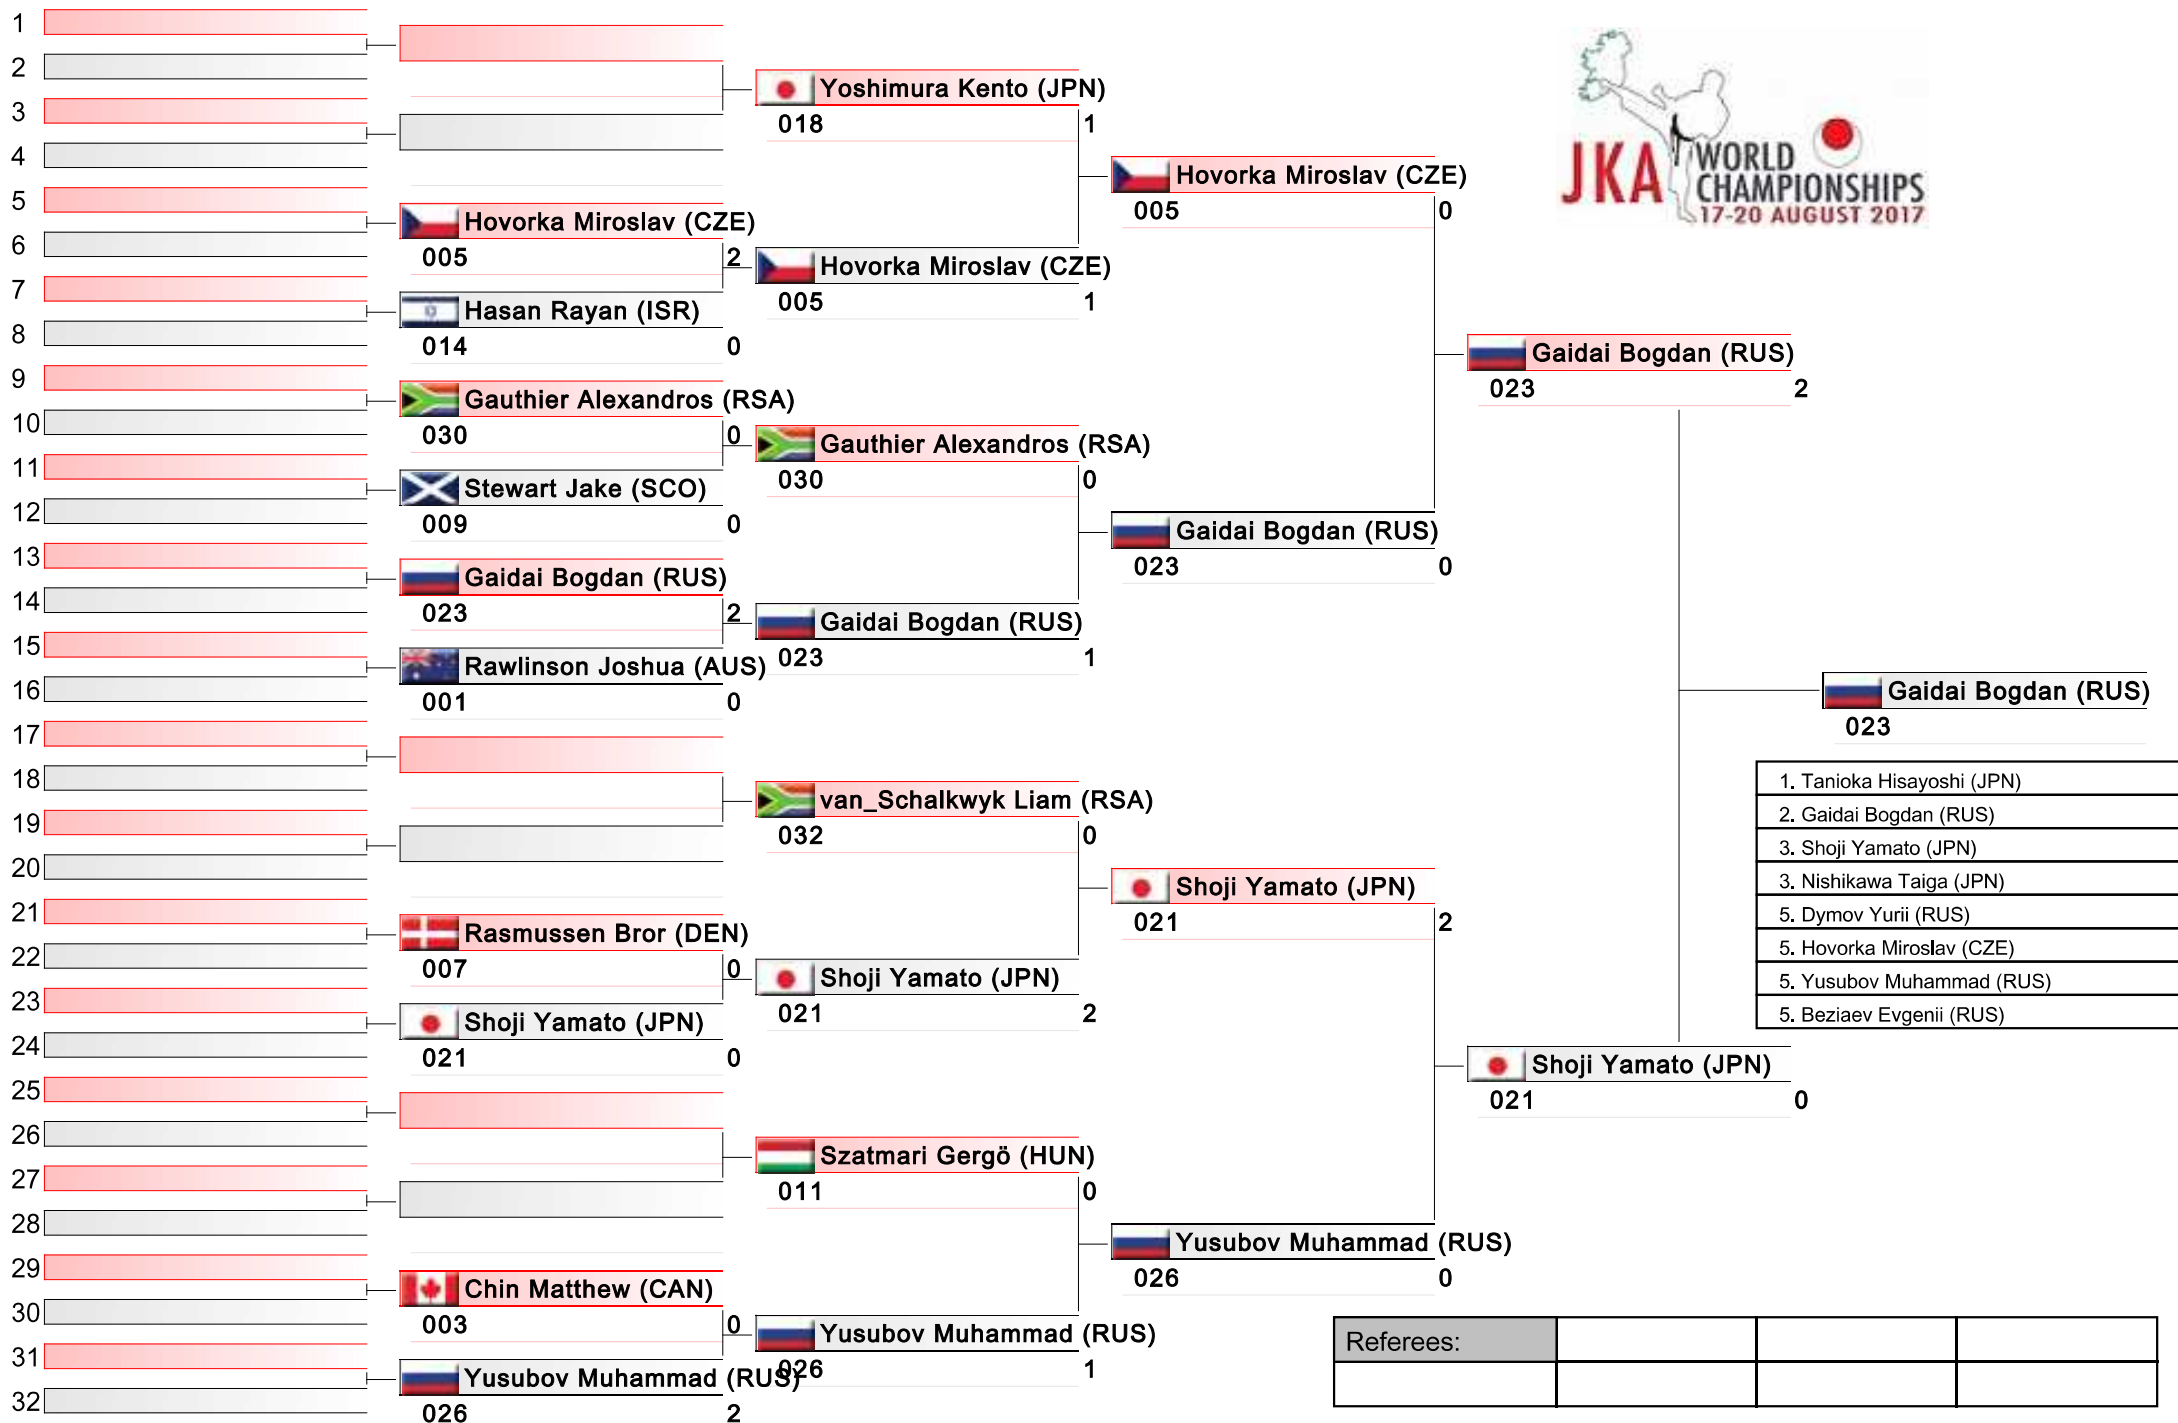 1
2
3
4
5
6
7
8
9
10
11
12
13
14
15
16
17
18
19
20
21
22
23
24
25
26
27
28
29
30
31
32
Hovorka Miroslav (CZE)
005 2
Hasan Rayan (ISR)
014 0
Gauthier Alexandros (RSA)
030 0
Stewart Jake (SCO)
009 0
Gaidai Bogdan (RUS)
023 2
Rawlinson Joshua (AUS)
001 0
Rasmussen Bror (DEN)
007 0
Shoji Yamato (JPN)
021 0
Chin Matthew (CAN)
003 0
Yusubov Muhammad (RUS)
026 2
Yoshimura Kento (JPN)
018 1
Hovorka Miroslav (CZE)
005 1
Gauthier Alexandros (RSA)
030 0
Gaidai Bogdan (RUS)
023 1
van_Schalkwyk Liam (RSA)
032 0
Shoji Yamato (JPN)
021 2
Szatmari Gergö (HUN)
011 0
Yusubov Muhammad (RUS)
026 1
Hovorka Miroslav (CZE)
005 0
Gaidai Bogdan (RUS)
023 0
Shoji Yamato (JPN)
021 2
Yusubov Muhammad (RUS)
026 0
Gaidai Bogdan (RUS)
023 2
Shoji Yamato (JPN)
021 0
JKA WORLD
CHAMPIONSHIPS
17-20 AUGUST 2017
Gaidai Bogdan (RUS)
023
1. Tanioka Hisayoshi (JPN)
2. Gaidai Bogdan (RUS)
3. Shoji Yamato (JPN)
3. Nishikawa Taiga (JPN)
5. Dymov Yurii (RUS)
5. Hovorka Miroslav (CZE)
5. Yusubov Muhammad (RUS)
5. Beziaev Evgenii (RUS)
Referees: